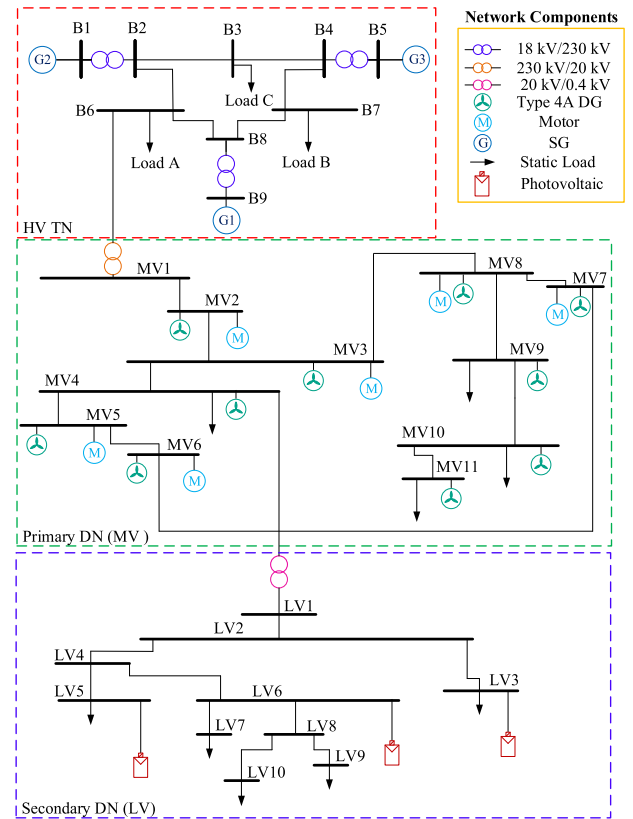 Network Components
18 kV/230 kV
230 kV/20 kV
20 kV/0.4 kV
Type 4A DG
M Motor
G SG
Static Load
Photovoltaic
B1 B2 B3 B4 B5
G2 G3
Load C
B6 B7
Load A B8 Load B
B9
G1
HV TN
MV1 MV8 MV7
MV2 M M
M
MV3 MV9
MV4 M
MV5 MV10
M MV6 M MV11
Primary DN (MV )
LV1
LV2
LV4
LV5 LV6 LV3
LV7 LV8
LV10 LV9
Secondary DN (LV)